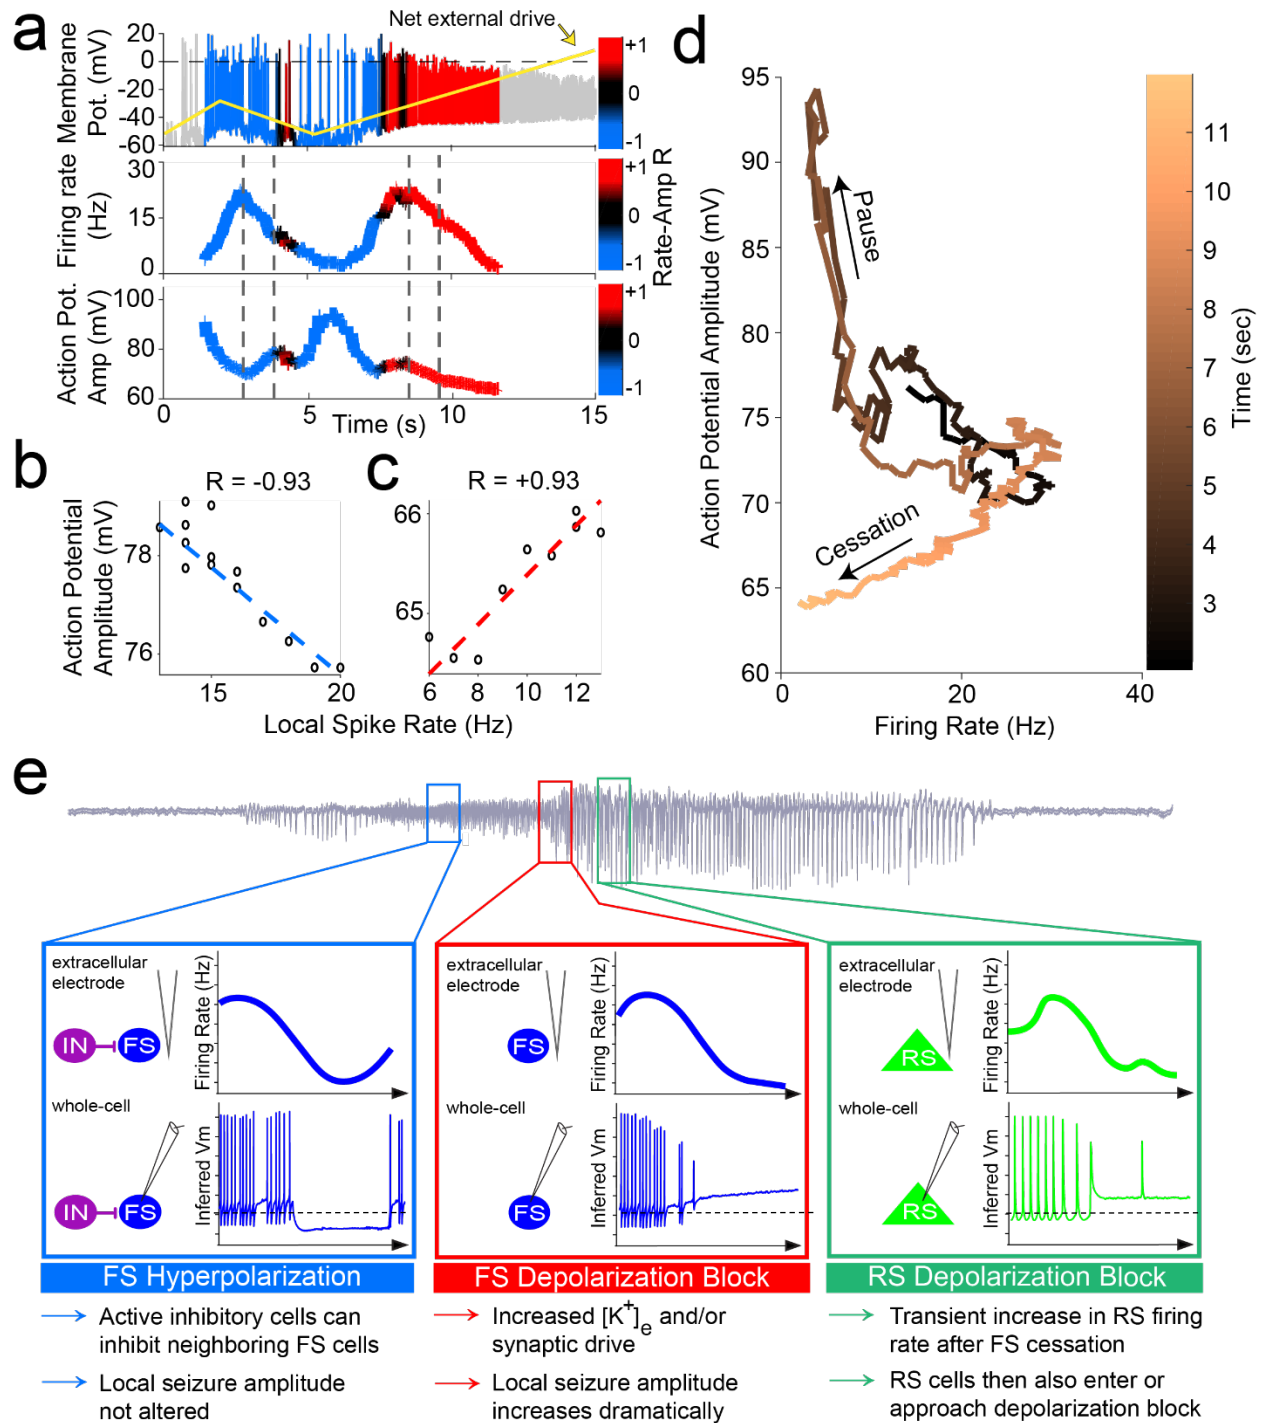 a
Net external drive
Membrane
Pot. (mV)
20
0
-20
-40
-60
+1
0
-1
Firing rate
(Hz)
30
15
0
+1
0
-1
Rate-Amp R
Action Pot.
Amp (mV)
100
80
60
+1
0
-1
0
5
10
15
Time (s)
b
R = -0.93
Action Potential
Amplitude (mV)
78
76
15
20
c
R = +0.93
66
65
6
8
10
12
Local Spike Rate (Hz)
d
Action Potential Amplitude (mV)
95
90
85
80
75
70
65
60
Pause
Cessation
0
20
40
Firing Rate (Hz)
11
10
9
8
7
6
5
4
3
Time (sec)
e
extracellular
electrode
IN
FS
Firing Rate (Hz)
whole-cell
IN
FS
Inferred Vm
FS Hyperpolarization
Active inhibitory cells can
inhibit neighboring FS cells
Local seizure amplitude
not altered
extracellular
electrode
FS
Firing Rate (Hz)
whole-cell
FS
Inferred Vm
FS Depolarization Block
Increased [K⁺]ₑ and/or
synaptic drive
Local seizure amplitude
increases dramatically
extracellular
electrode
RS
Firing Rate (Hz)
whole-cell
RS
Inferred Vm
RS Depolarization Block
Transient increase in RS firing
rate after FS cessation
RS cells then also enter or
approach depolarization block